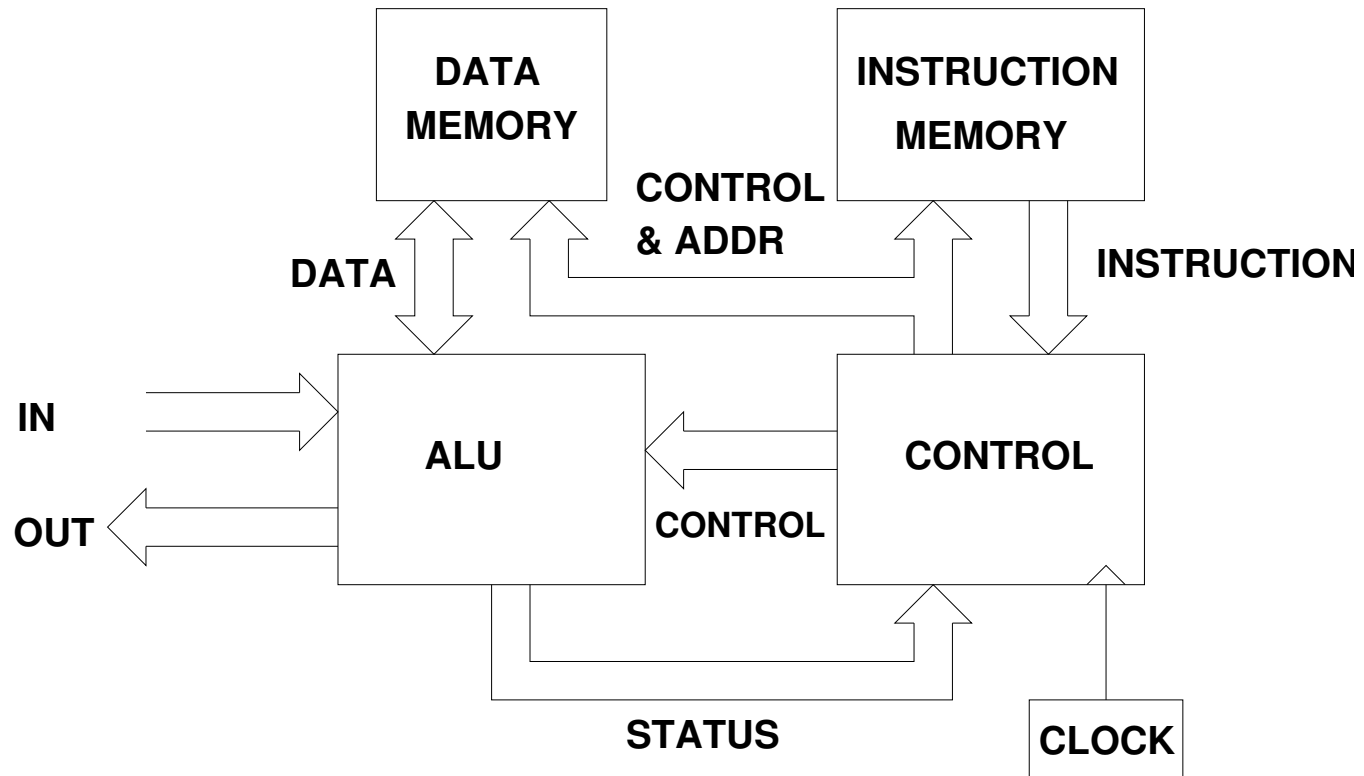 DATA
MEMORY
INSTRUCTION
MEMORY
CONTROL
& ADDR
DATA
INSTRUCTION
IN
ALU
CONTROL
OUT
CONTROL
STATUS
CLOCK